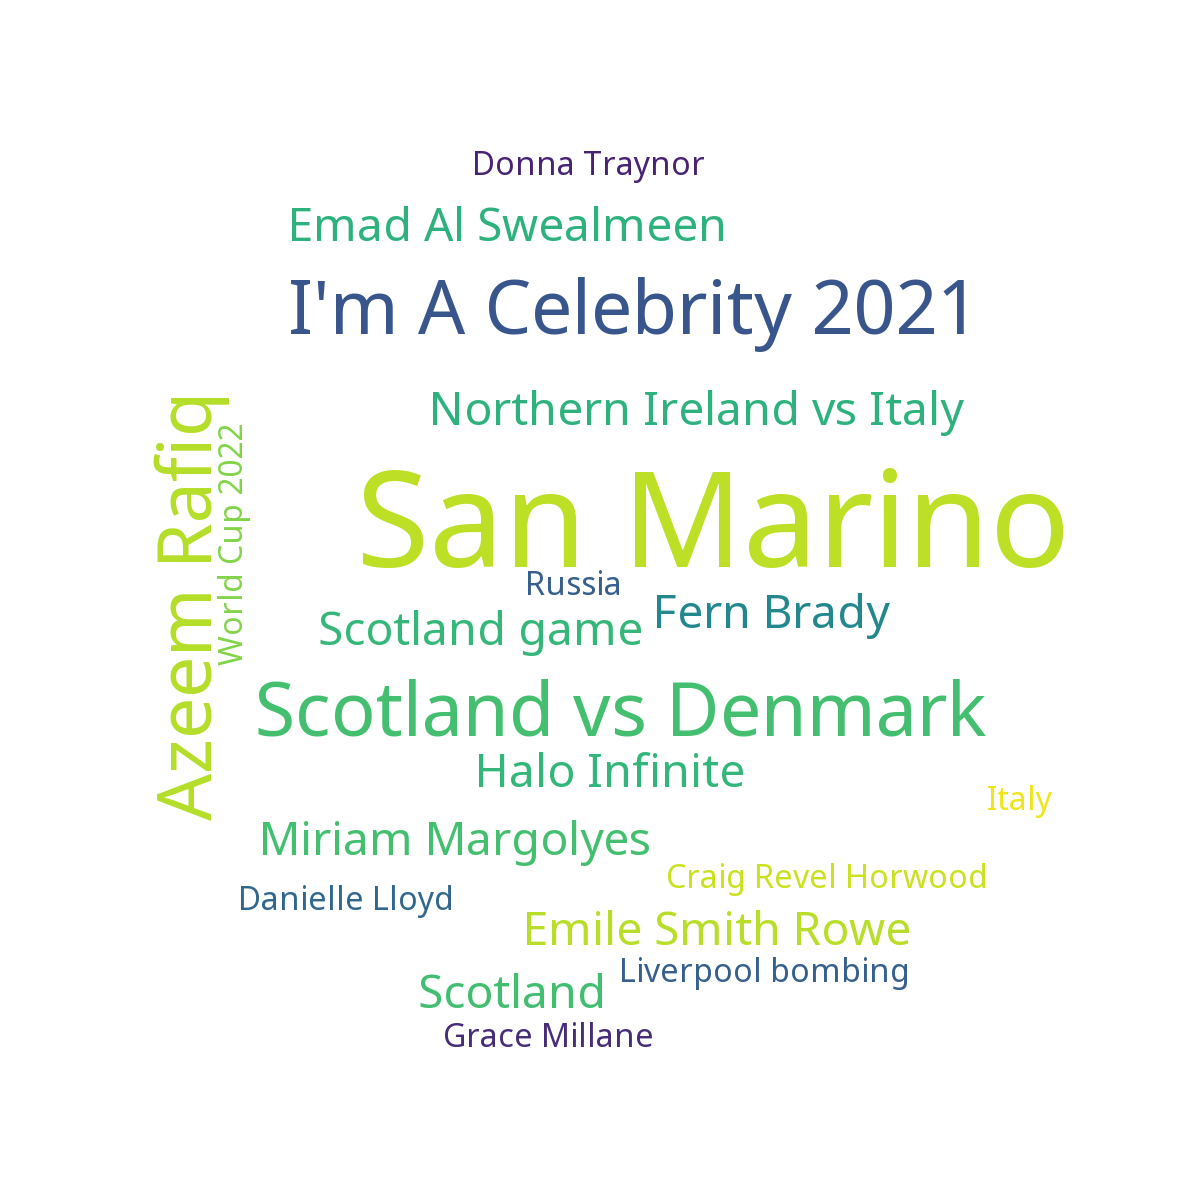 Donna Traynor
Emad Al Swealmeen
I'm A Celebrity 2021
Northern Ireland vs Italy
Azeem Rafiq
World Cup 2022
San Marino
Russia
Fern Brady
Scotland game
Scotland vs Denmark
Halo Infinite
Italy
Miriam Margolyes
Craig Revel Horwood
Danielle Lloyd
Emile Smith Rowe
Liverpool bombing
Scotland
Grace Millane